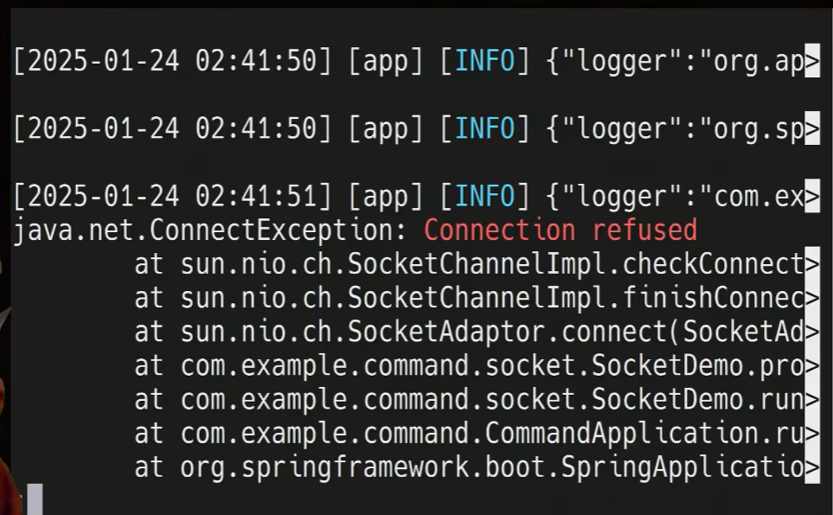 [2025-01-24 02:41:50] [app] [INFO] {"logger":"org.ap>
[2025-01-24 02:41:50] [app] [INFO] {"logger":"org.sp>
[2025-01-24 02:41:51] [app] [INFO] {"logger":"com.ex>
java.net.ConnectException: Connection refused
at sun.nio.ch.SocketChannelImpl.checkConnect>
at sun.nio.ch.SocketChannelImpl.finishConnec>
at sun.nio.ch.SocketAdaptor.connect(SocketAd>
at com.example.command.socket.SocketDemo.pro>
at com.example.command.socket.SocketDemo.run>
at com.example.command.CommandApplication.ru>
at org.springframework.boot.SpringApplicatio>